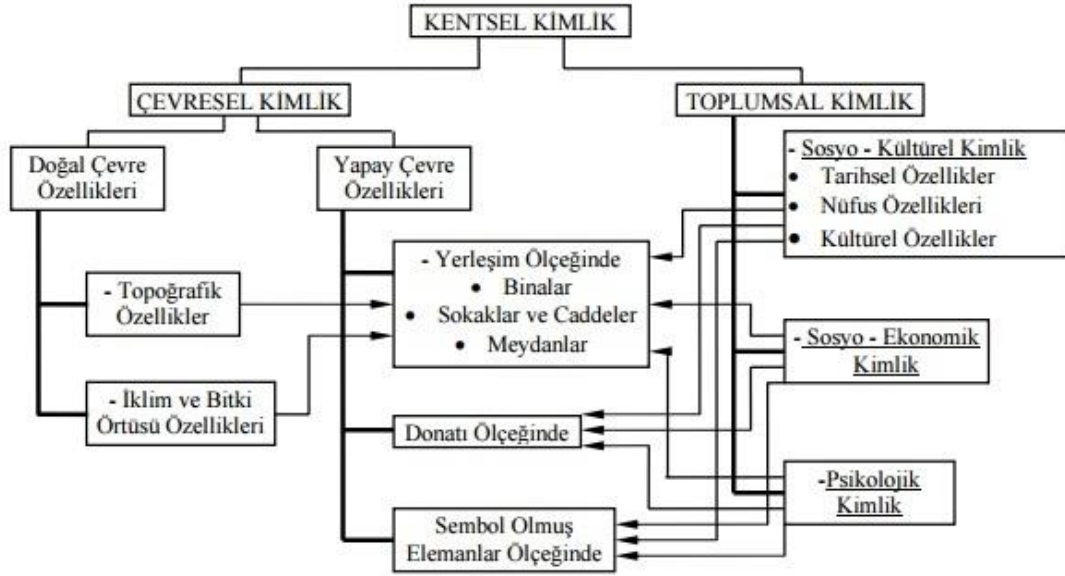 KENTSEL KİMLİK
ÇEVRESEL KİMLİK
TOPLUMSAL KİMLİK
Doğal Çevre
Özellikleri
Yapay Çevre
Özellikleri
- Sosyo - Kültürel Kimlik
• Tarihsel Özellikler
• Nüfus Özellikleri
• Kültürel Özellikler
- Yerleşim Ölçeğinde
• Binalar
• Sokaklar ve Caddeler
• Meydanlar
- Topoğrafik
Özellikler
- Sosyo - Ekonomik
Kimlik
- İklim ve Bitki
Örtüsü Özellikleri
Donatı Ölçeğinde
-Psikolojik
Kimlik
Sembol Olmuş
Elemanlar Ölçeğinde